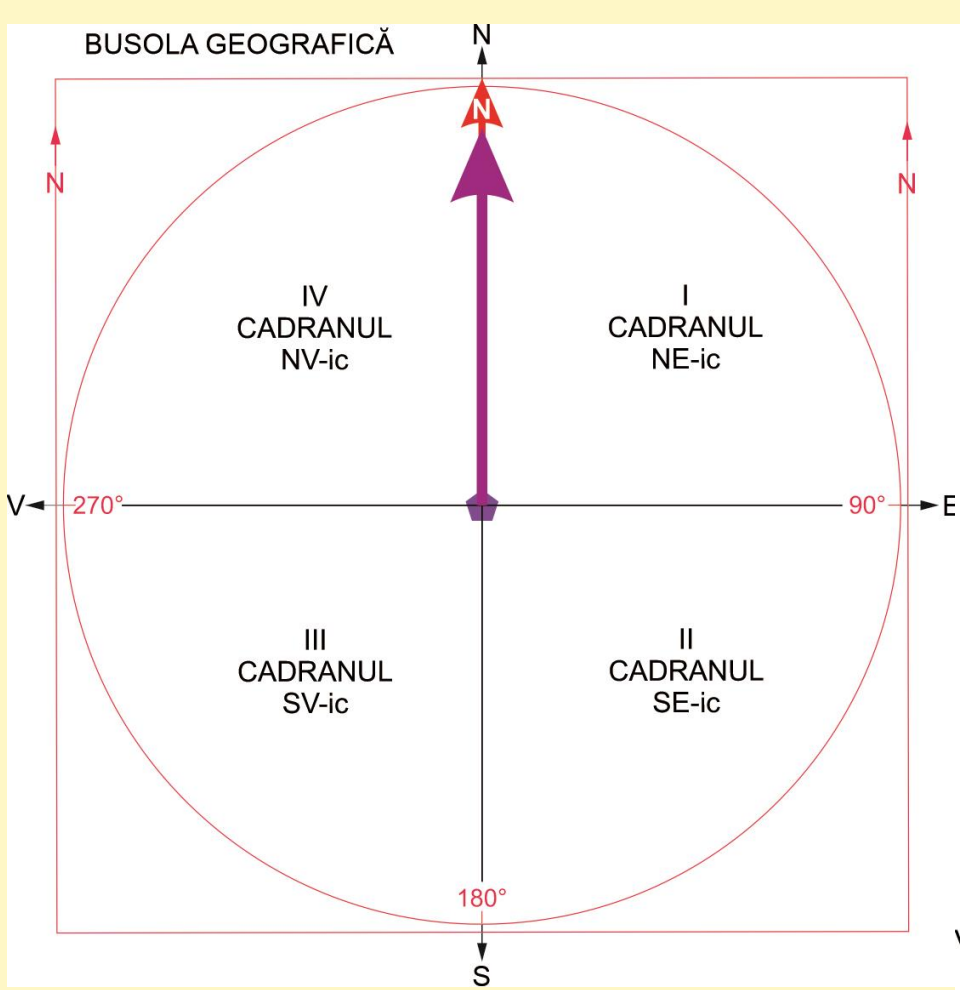 BUSOLA GEOGRAFICĂ
N
N
N
N
IV
CADRANUL
NV-ic
I
CADRANUL
NE-ic
V
270°
90°
E
III
CADRANUL
SV-ic
II
CADRANUL
SE-ic
180°
S